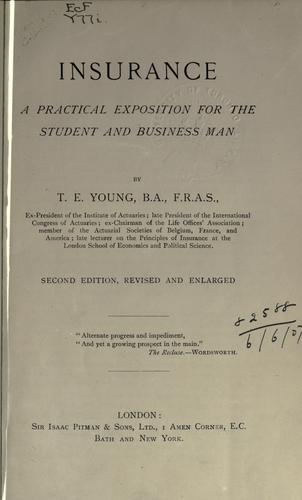 EcF
Y77i
INSURANCE
A PRACTICAL EXPOSITION FOR THE
STUDENT AND BUSINESS MAN
BY
T. E. YOUNG, B.A., F.R.A.S.,
Ex-President of the Institute of Actuaries; late President of the International
Congress of Actuaries; ex-Chairman of the Life Offices' Association;
member of the Actuarial Societies of Belgium, France, and
America; late lecturer on the Principles of Insurance at the
London School of Economics and Political Science.
SECOND EDITION, REVISED AND ENLARGED
82588
6/6/07
"Alternate progress and impediment,
"And yet a growing prospect in the main."
The Recluse.—WORDSWORTH.
LONDON:
SIR ISAAC PITMAN & SONS, LTD., 1 AMEN CORNER, E.C.
BATH AND NEW YORK.